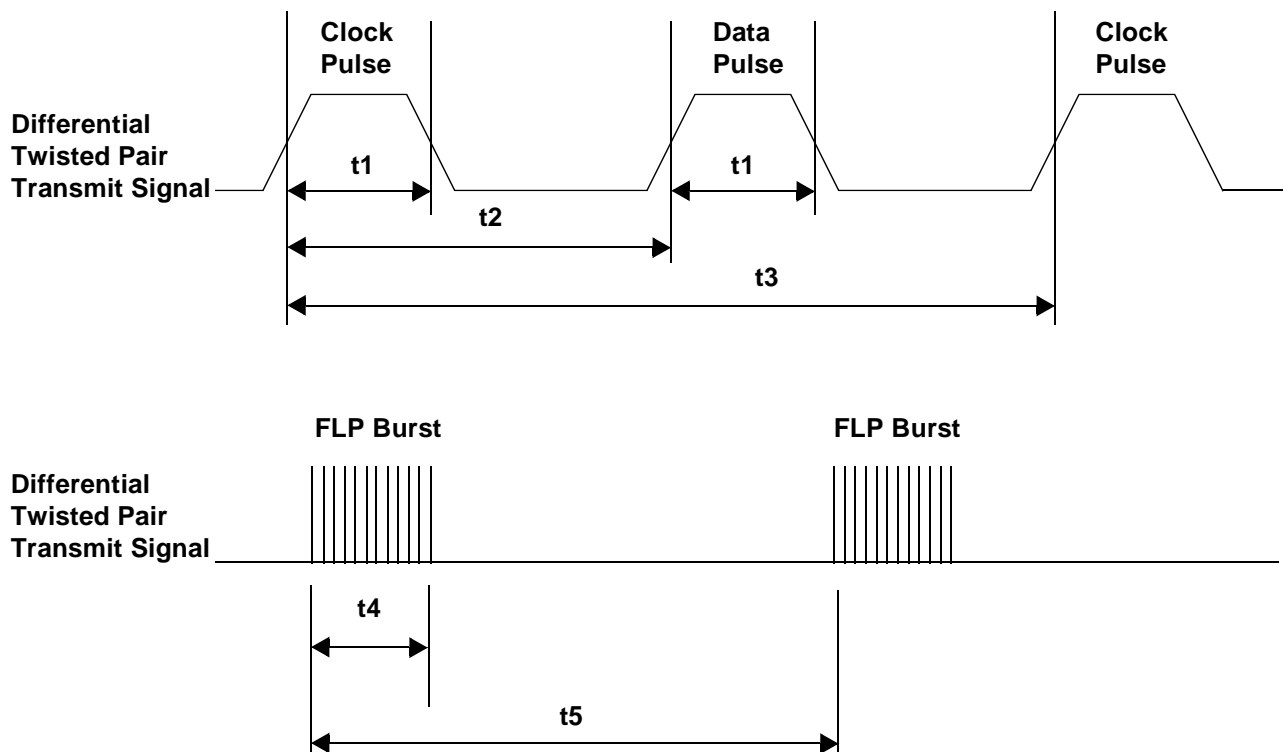 Clock
Pulse
Data
Pulse
Clock
Pulse
Differential
Twisted Pair
Transmit Signal
t1
t1
t2
t3
FLP Burst
FLP Burst
Differential
Twisted Pair
Transmit Signal
t4
t5